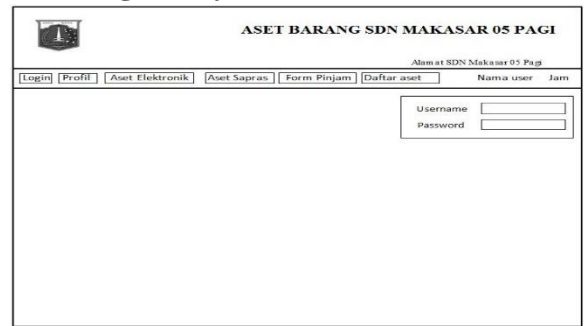 ASET BARANG SDN MAKASAR 05 PAGI
Alamat SDN Makasar 05 Pagi
Login Profil Aset Elektronik Aset Sapras Form Pinjam Daftar aset Nama user Jam
Username
Password